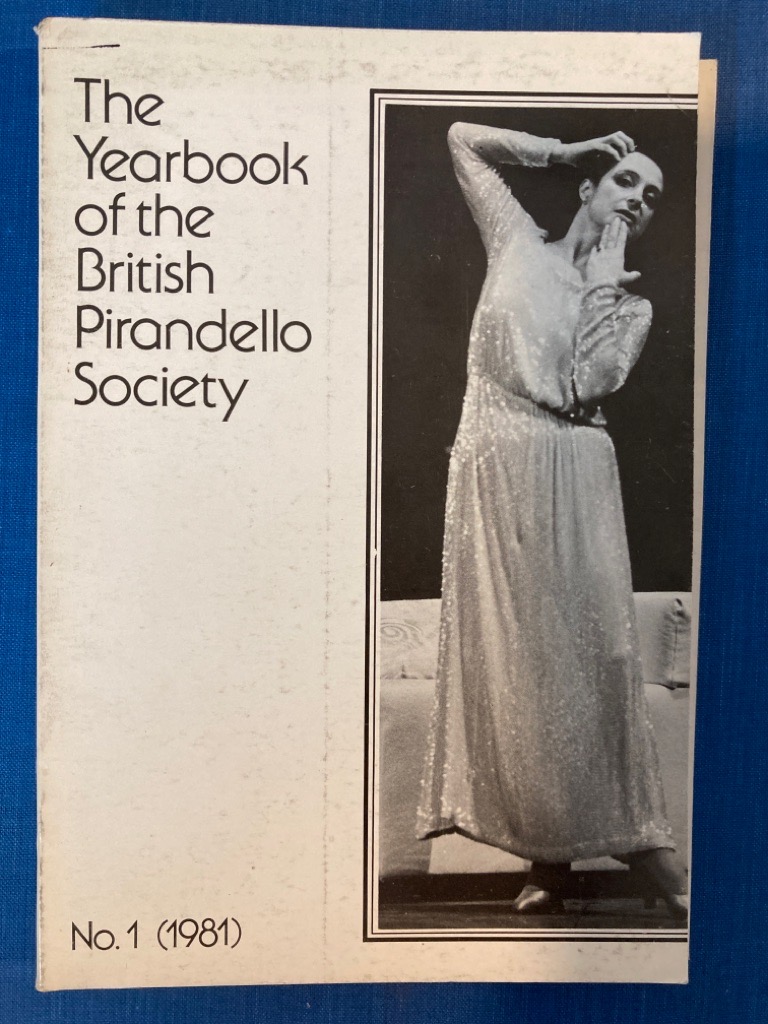 The
Yearbook
of the
British
Pirandello
Society
No. 1 (1981)